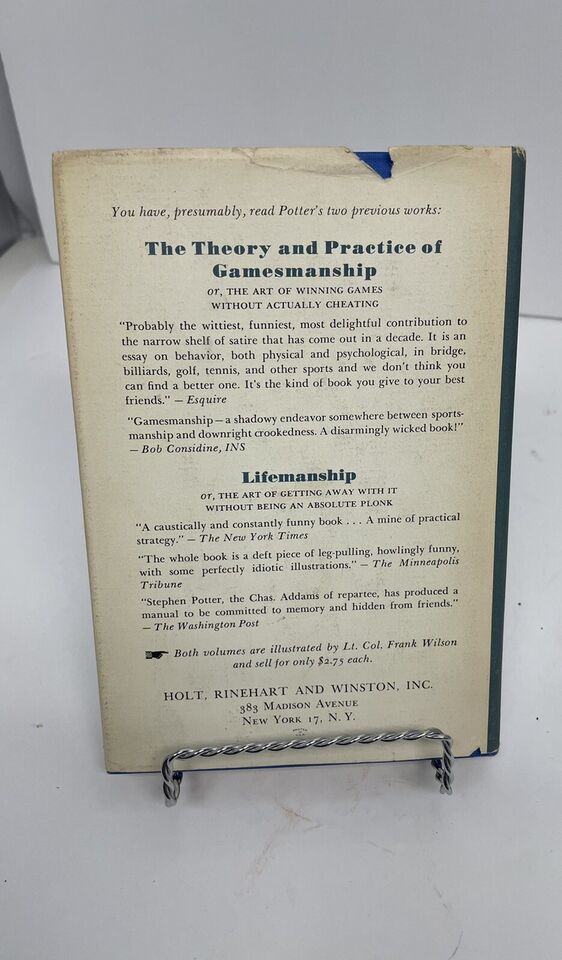 You have, presumably, read Potter's two previous works:
The Theory and Practice of
Gamesmanship
or, THE ART OF WINNING GAMES
WITHOUT ACTUALLY CHEATING
"Probably the wittiest, funniest, most delightful contribution to
the narrow shelf of satire that has come out in a decade. It is an
essay on behavior, both physical and psychological, in bridge,
billiards, golf, tennis, and other sports and we don't think you
can find a better one. It's the kind of book you give to your best
friends." — Esquire
"Gamesmanship — a shadowy endeavor somewhere between sports-
manship and downright crookedness. A disarmingly wicked book!"
— Bob Considine, INS
Lifemanship
or, THE ART OF GETTING AWAY WITH IT
WITHOUT BEING AN ABSOLUTE PLONK
"A caustically and constantly funny book . . . A mine of practical
strategy." — The New York Times
"The whole book is a deft piece of leg-pulling, howlingly funny,
with some perfectly idiotic illustrations." — The Minneapolis
Tribune
"Stephen Potter, the Chas. Addams of repartee, has produced a
manual to be committed to memory and hidden from friends."
— The Washington Post
Both volumes are illustrated by Lt. Col. Frank Wilson
and sell for only $2.75 each.
HOLT, RINEHART AND WINSTON, INC.
383 MADISON AVENUE
NEW YORK 17, N. Y.